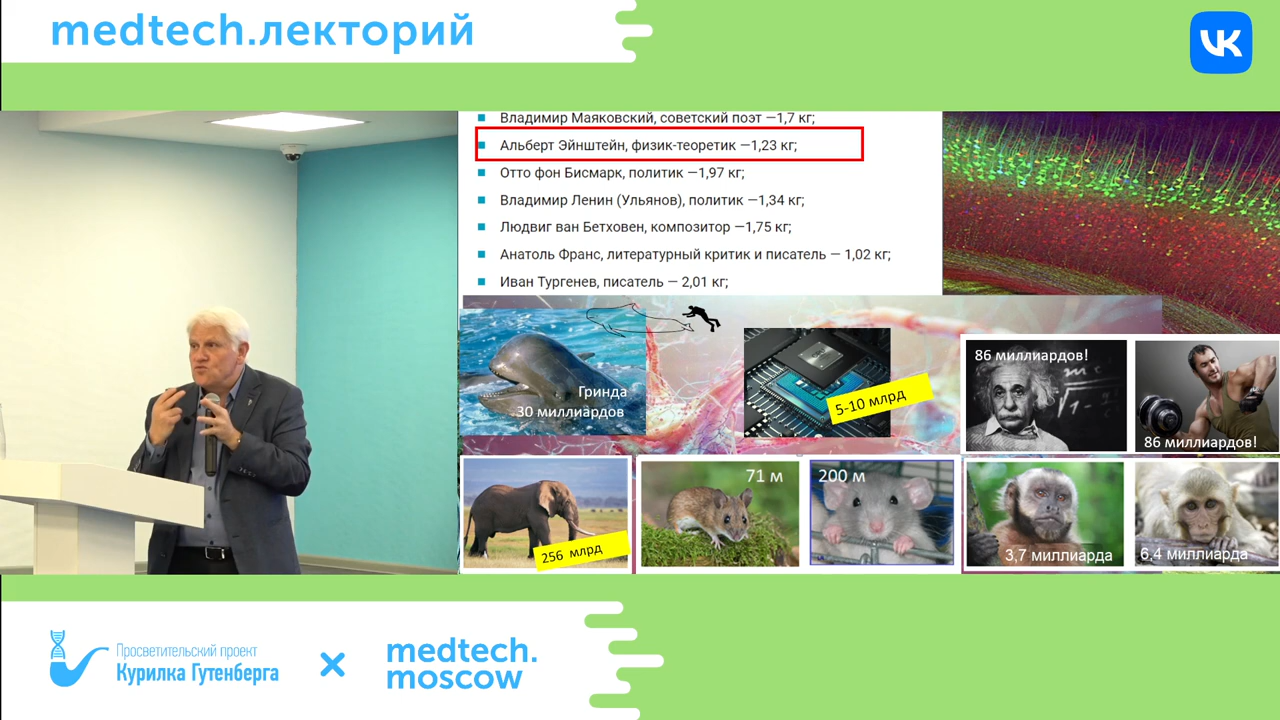 medtech.лекторий
VK
Владимир Маяковский, советский поэт —1,7 кг;
Альберт Эйнштейн, физик-теоретик —1,23 кг;
Отто фон Бисмарк, политик —1,97 кг;
Владимир Ленин (Ульянов), политик —1,34 кг;
Людвиг ван Бетховен, композитор —1,75 кг;
Анатоль Франс, литературный критик и писатель — 1,02 кг;
Иван Тургенев, писатель — 2,01 кг;
Гринда
30 миллиардов
5-10 млрд
86 миллиардов!
86 миллиардов!
256 млрд
71 м
200 м
3,7 миллиарда
6,4 миллиарда
Просветительский проект
Курилка Гутенберга
×
medtech.
moscow